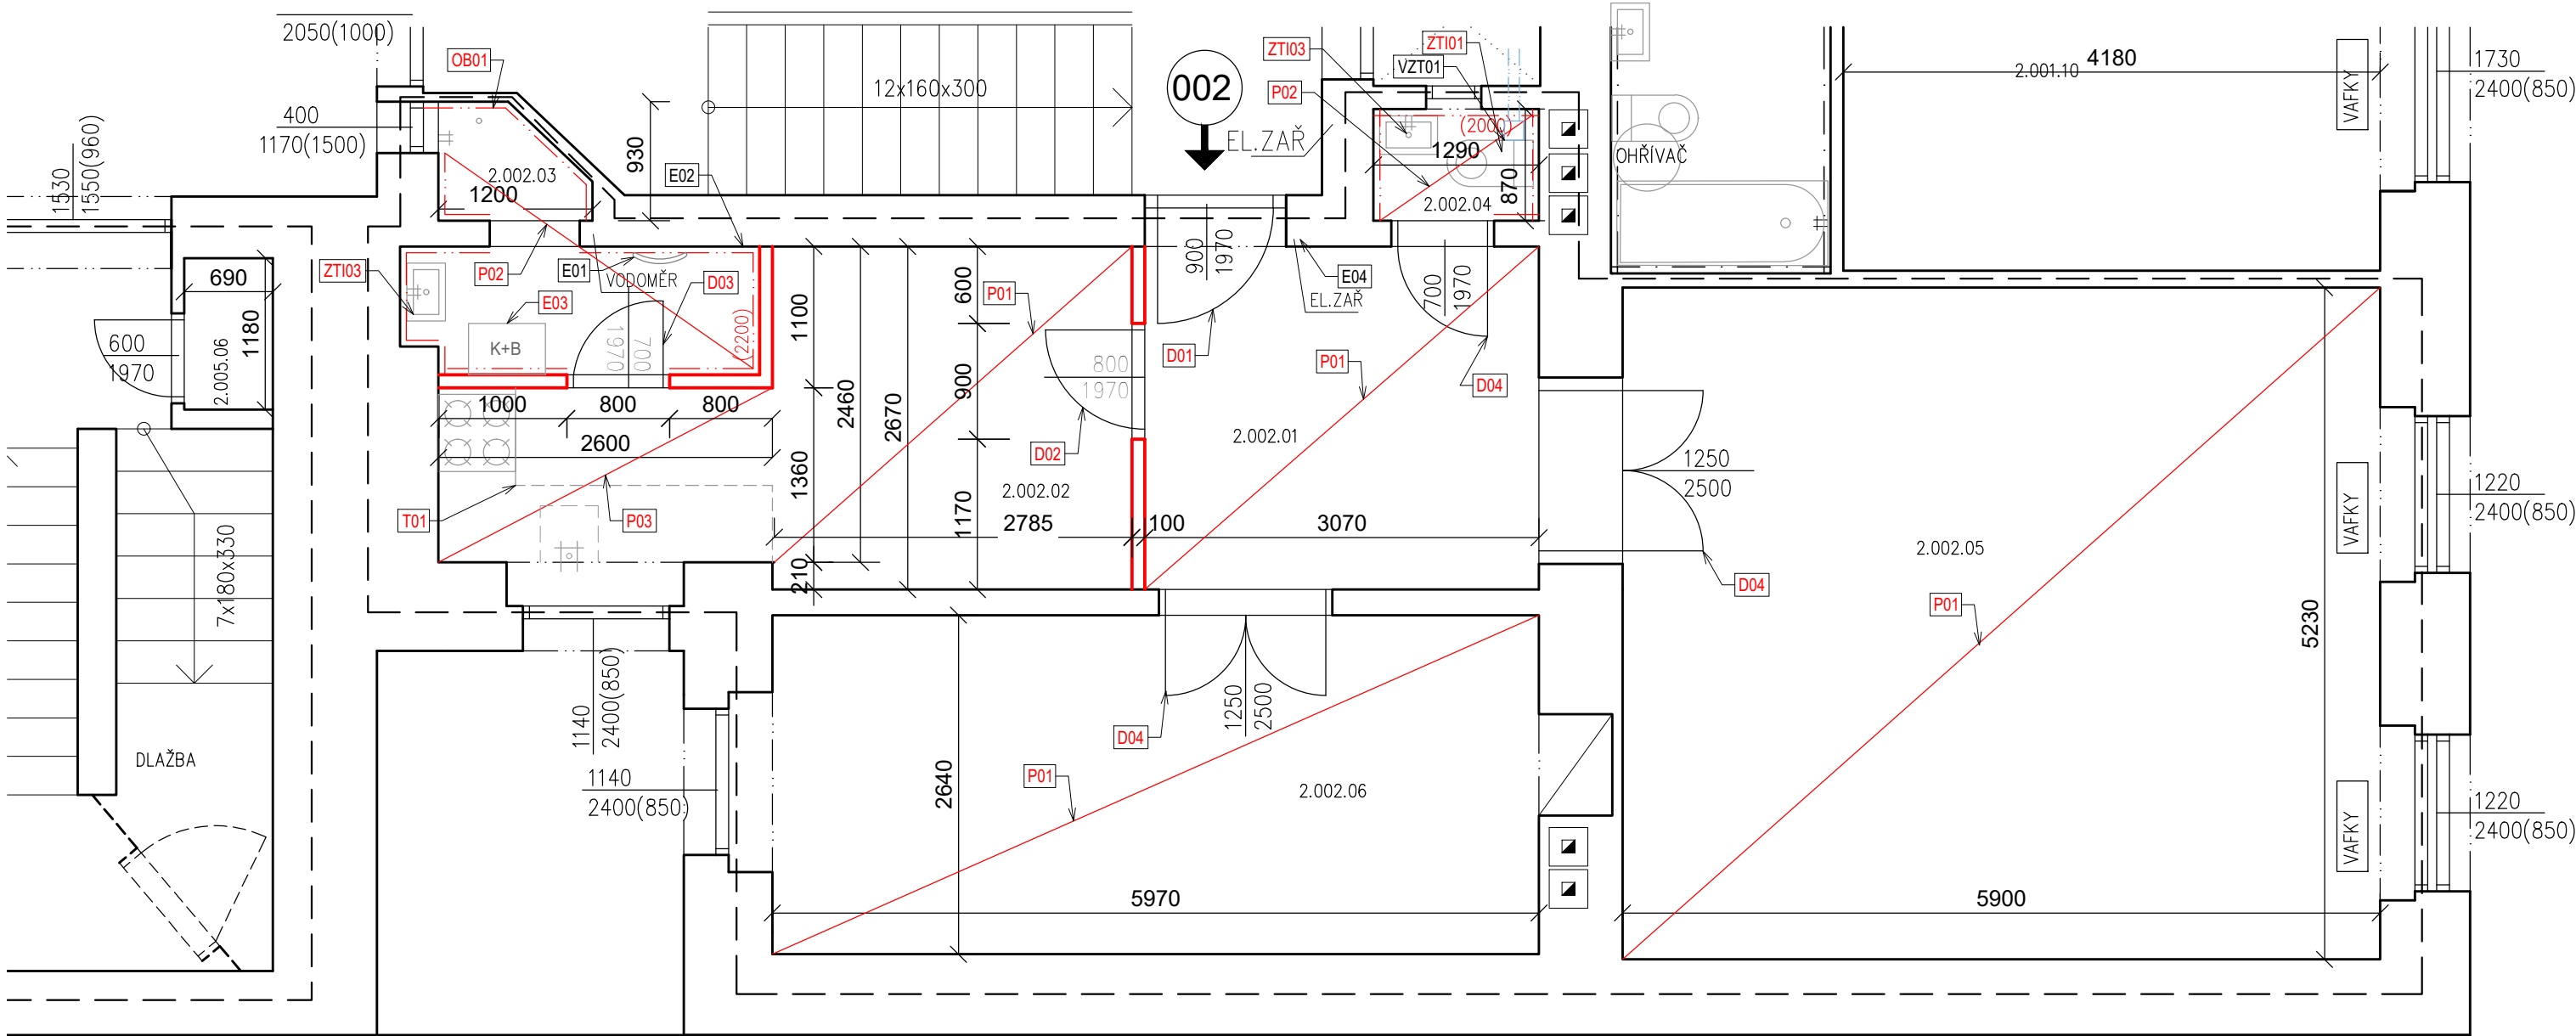 2050(1000)
OB01
400
1170(1500)
1530
1550(960)
2.002.03
1200
930
E02
12x160x300
002
EL.ZAŘ
ZTI03
ZTI01
VZT01
P02
(2000)
1290
870
2.002.04
OHŘÍVAČ
4180
2.001.10
VAFKY
1730
2400(850)
690
1180
2.005.06
600
1970
ZTI03
P02
E01
VODOMĚR
D03
E03
K+B
700
1970
(2200)
1100
2460
2670
600
900
1170
P01
900
1970
E04
EL.ZAŘ
D01
700
1970
D04
P01
800
1970
D02
2.002.01
2.002.02
1000
800
800
2600
1360
210
T01
P03
2785
100
3070
1250
2500
D04
2.002.05
P01
5230
VAFKY
1220
2400(850)
7x180x330
DLAŽBA
1140
2400(850)
1140
2400(850)
2640
P01
D04
1250
2500
2.002.06
5970
5900
VAFKY
1220
2400(850)